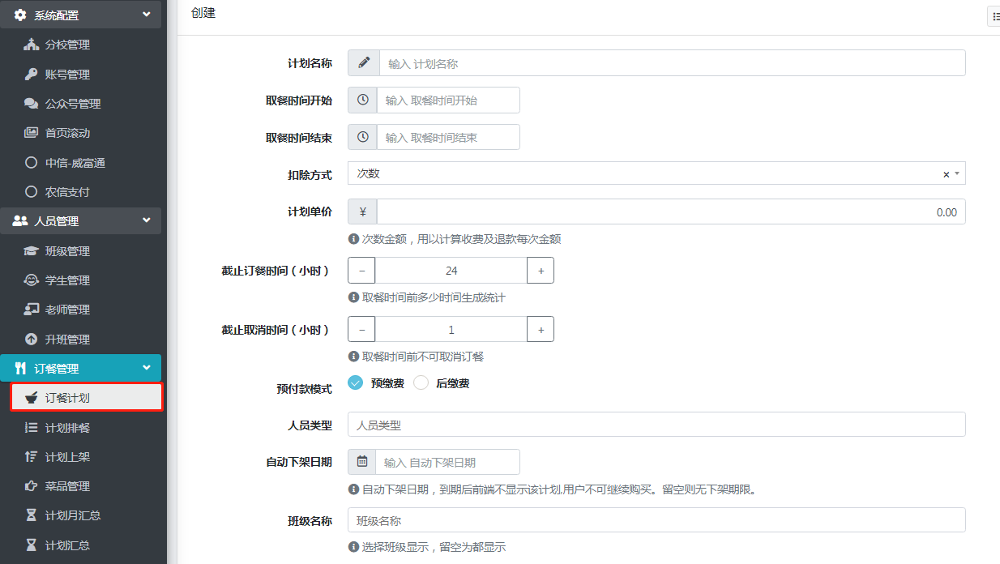 系统配置
分校管理
账号管理
公众号管理
首页滚动
中信-威富通
农信支付
人员管理
班级管理
学生管理
老师管理
升班管理
订餐管理
订餐计划
计划排餐
计划上架
菜品管理
计划月汇总
计划汇总
创建
计划名称 输入 计划名称
取餐时间开始 输入 取餐时间开始
取餐时间结束 输入 取餐时间结束
扣除方式 次数 ×
计划单价 ¥ 0.00
次数金额，用以计算收费及退款每次金额
截止订餐时间（小时） − 24 +
取餐时间前多少时间生成统计
截止取消时间（小时） − 1 +
取餐时间前不可取消订餐
预付款模式 预缴费 后缴费
人员类型 人员类型
自动下架日期 输入 自动下架日期
自动下架日期，到期后前端不显示该计划,用户不可继续购买。留空则无下架期限。
班级名称 班级名称
选择班级显示，留空为都显示